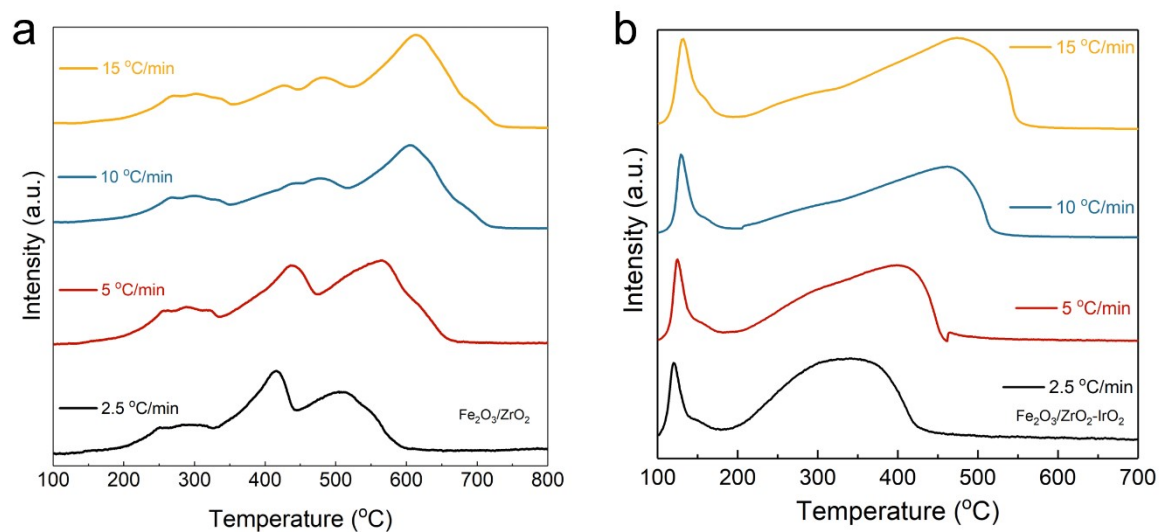 a
15 °C/min
10 °C/min
5 °C/min
2.5 °C/min
Fe₂O₃/ZrO₂
Intensity (a.u.)
100 200 300 400 500 600 700 800
Temperature (°C)
b
15 °C/min
10 °C/min
5 °C/min
2.5 °C/min
Fe₂O₃/ZrO₂-IrO₂
Intensity (a.u.)
100 200 300 400 500 600 700
Temperature (°C)